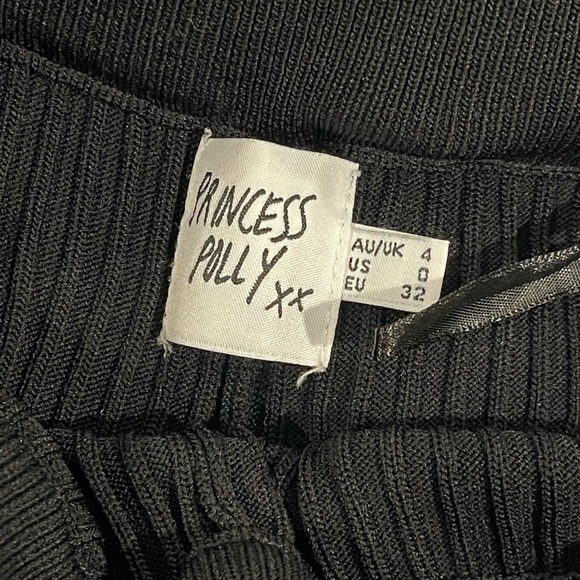 PRINCESS
POLLY
xx
AU/UK 4
US 0
EU 32